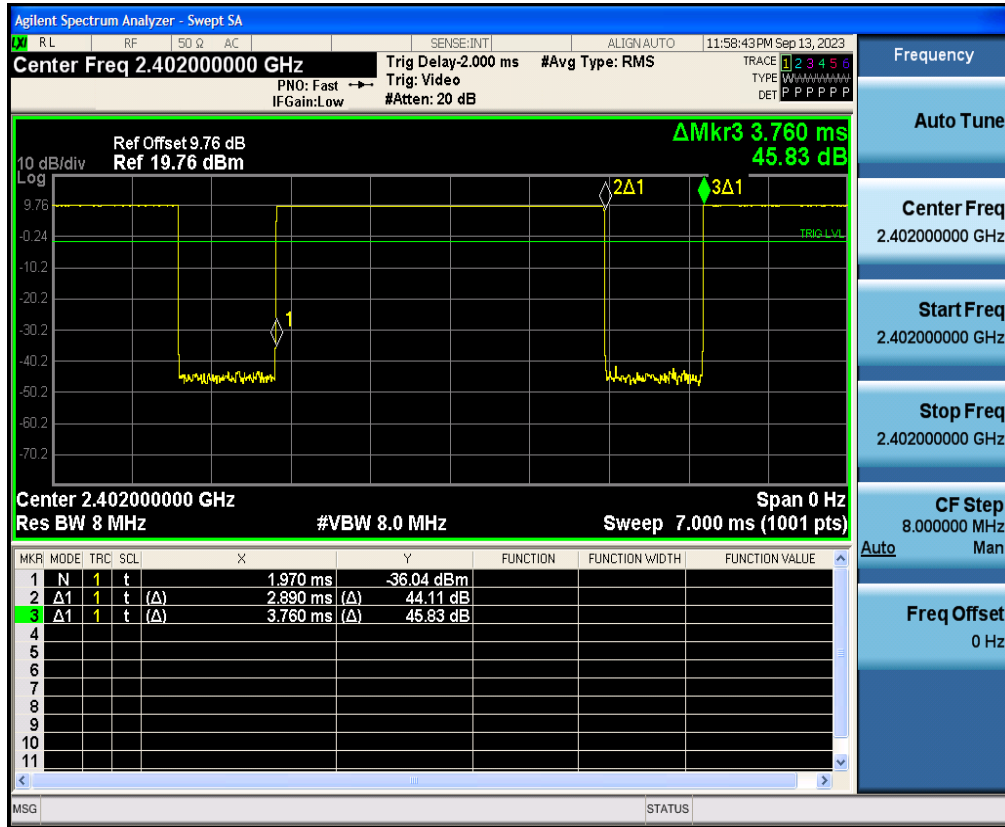 Agilent Spectrum Analyzer - Swept SA
LXI RL RF 50 Ω AC SENSE:INT ALIGN AUTO 11:58:43 PM Sep 13, 2023
Center Freq 2.402000000 GHz Trig Delay-2.000 ms #Avg Type: RMS TRACE 1 2 3 4 5 6
PNO: Fast Trig: Video TYPE WWWWWW
IFGain:Low #Atten: 20 dB DET P P P P P P
ΔMkr3 3.760 ms
45.83 dB
Ref Offset 9.76 dB
10 dB/div Ref 19.76 dBm
Log
2Δ1 3Δ1
9.76
-0.24 TRIG LVL
-10.2
-20.2
1
-30.2
-40.2
-50.2
-60.2
-70.2
Center 2.402000000 GHz Span 0 Hz
Res BW 8 MHz #VBW 8.0 MHz Sweep 7.000 ms (1001 pts)
MKR MODE TRC SCL X Y FUNCTION FUNCTION WIDTH FUNCTION VALUE
1 N 1 t 1.970 ms -36.04 dBm
2 Δ1 1 t (Δ) 2.890 ms (Δ) 44.11 dB
3 Δ1 1 t (Δ) 3.760 ms (Δ) 45.83 dB
4
5
6
7
8
9
10
11
MSG STATUS
Frequency
Auto Tune
Center Freq
2.402000000 GHz
Start Freq
2.402000000 GHz
Stop Freq
2.402000000 GHz
CF Step
8.000000 MHz
Auto Man
Freq Offset
0 Hz